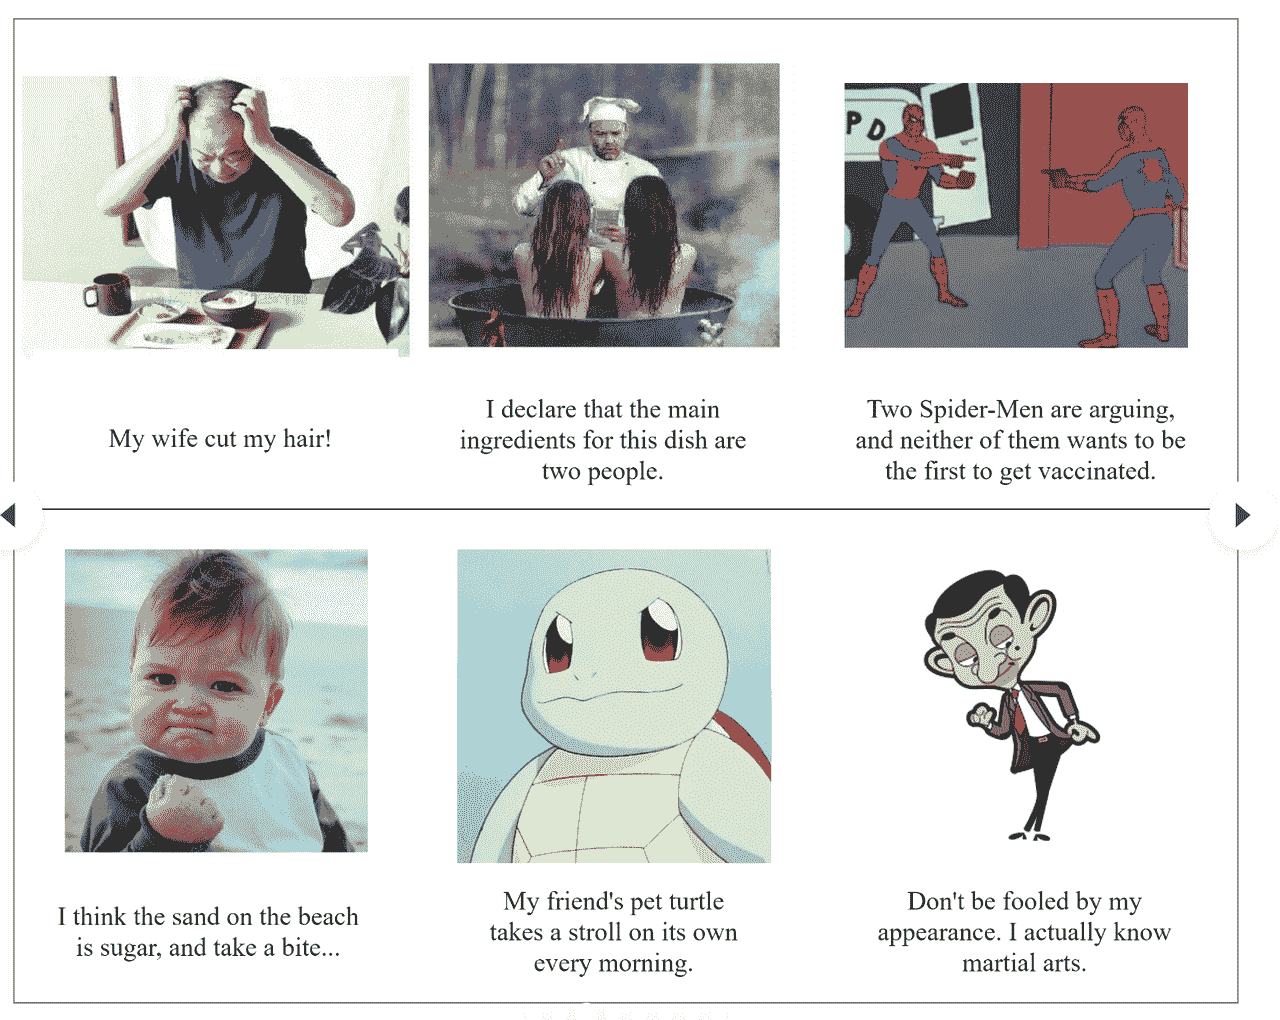 PD
My wife cut my hair!
I declare that the main
ingredients for this dish are
two people.
Two Spider-Men are arguing,
and neither of them wants to be
the first to get vaccinated.
I think the sand on the beach
is sugar, and take a bite...
My friend's pet turtle
takes a stroll on its own
every morning.
Don't be fooled by my
appearance. I actually know
martial arts.